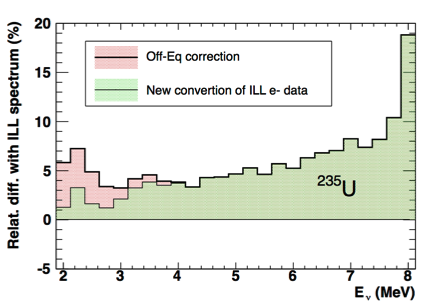 Relat. diff. with ILL spectrum (%)
20
15
10
5
0
-5
Off-Eq correction
New convertion of ILL e- data
235U
2 3 4 5 6 7 8
Eν (MeV)